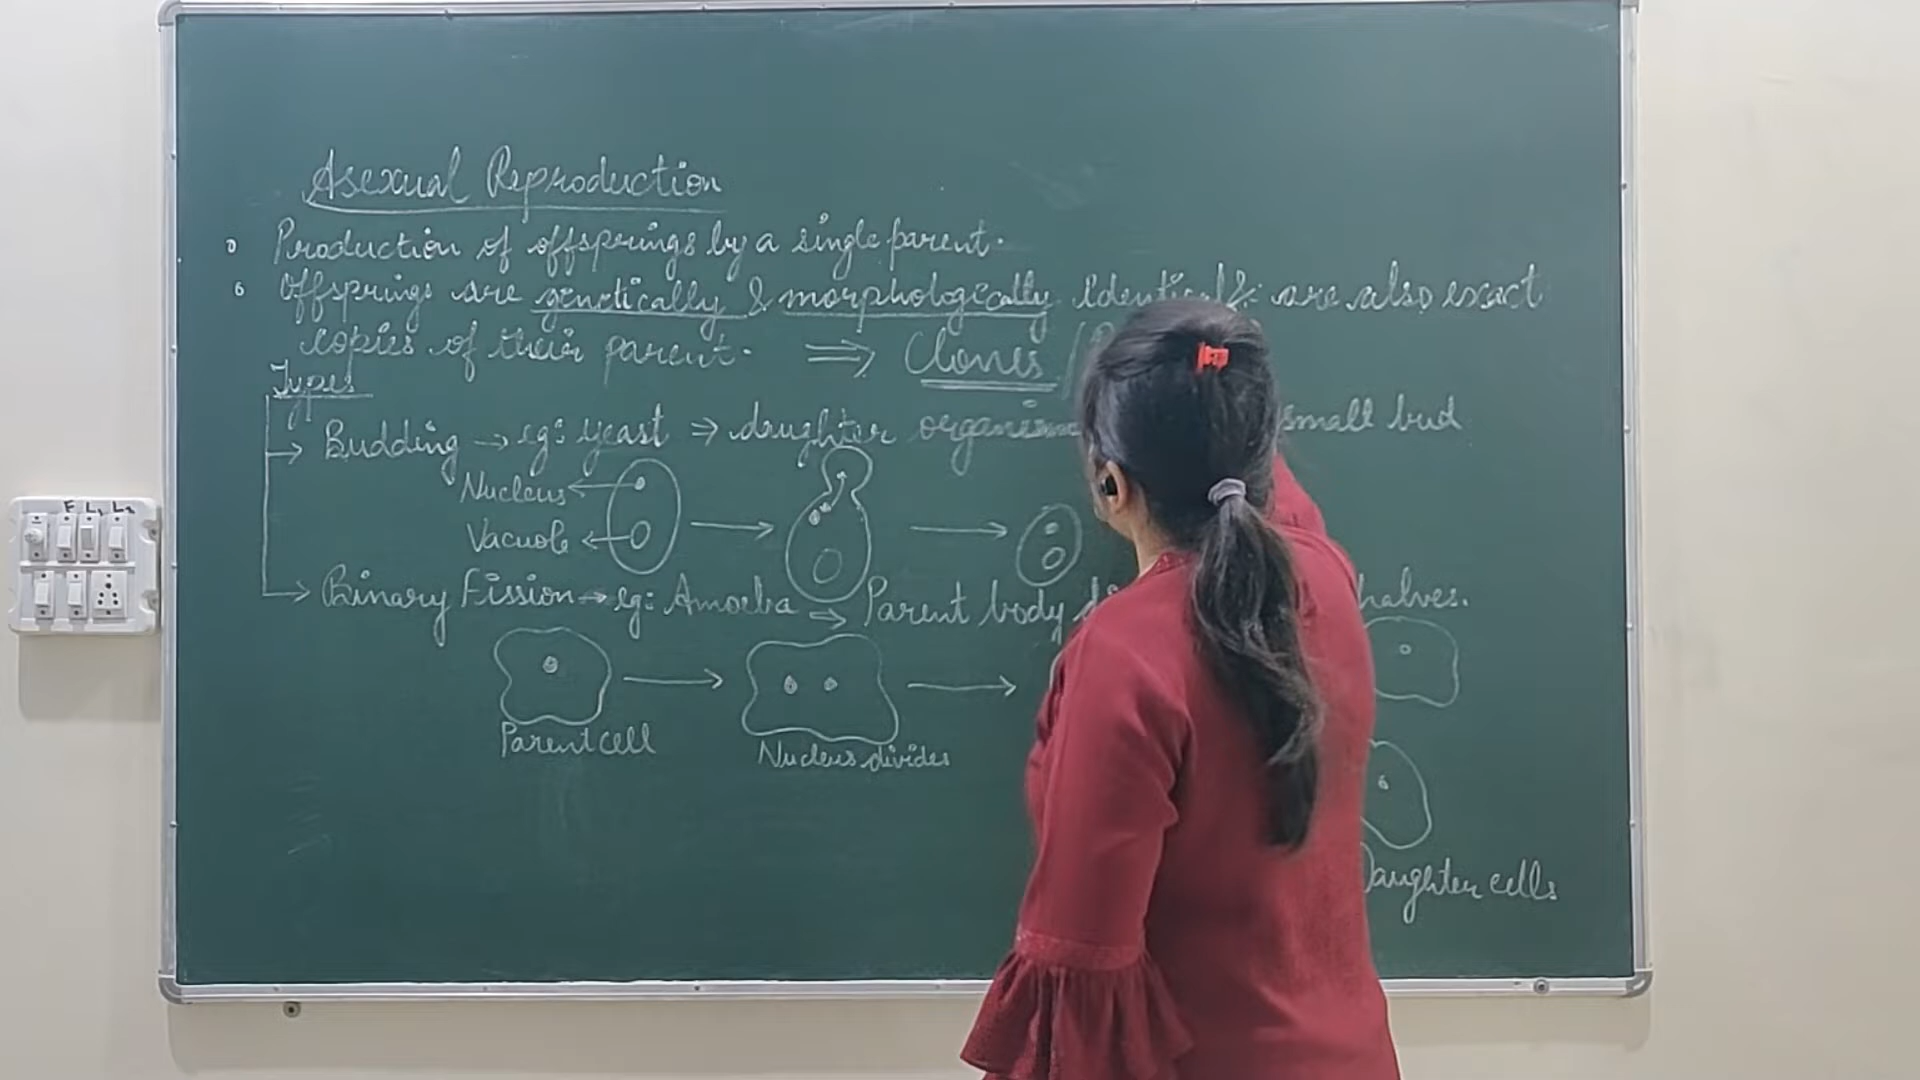 Asexual Reproduction
Production of offsprings by a single parent.
Offsprings are genetically & morphologically identical & are also exact
copies of their parent. ⇒ Clones /
Types
→ Budding → eg: yeast ⇒ daughter organism small bud
Nucleus
Vacuole
→ Binary Fission → eg: Amoeba ⇒ Parent body halves.
Parent cell
Nucleus divides
Daughter cells
F L₁ L₂